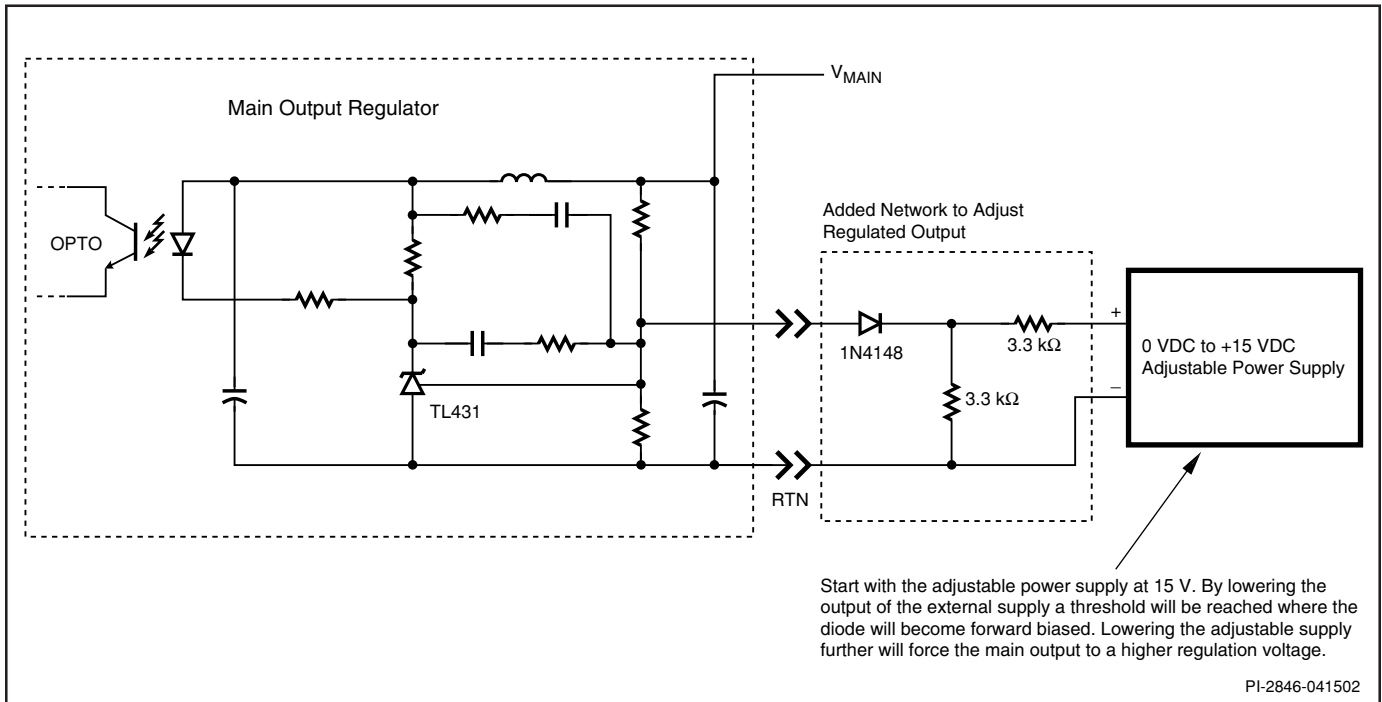 V_MAIN
Main Output Regulator
OPTO
TL431
RTN
Added Network to Adjust
Regulated Output
1N4148
3.3 kΩ
3.3 kΩ
+
–
0 VDC to +15 VDC
Adjustable Power Supply
Start with the adjustable power supply at 15 V. By lowering the
output of the external supply a threshold will be reached where the
diode will become forward biased. Lowering the adjustable supply
further will force the main output to a higher regulation voltage.
PI-2846-041502